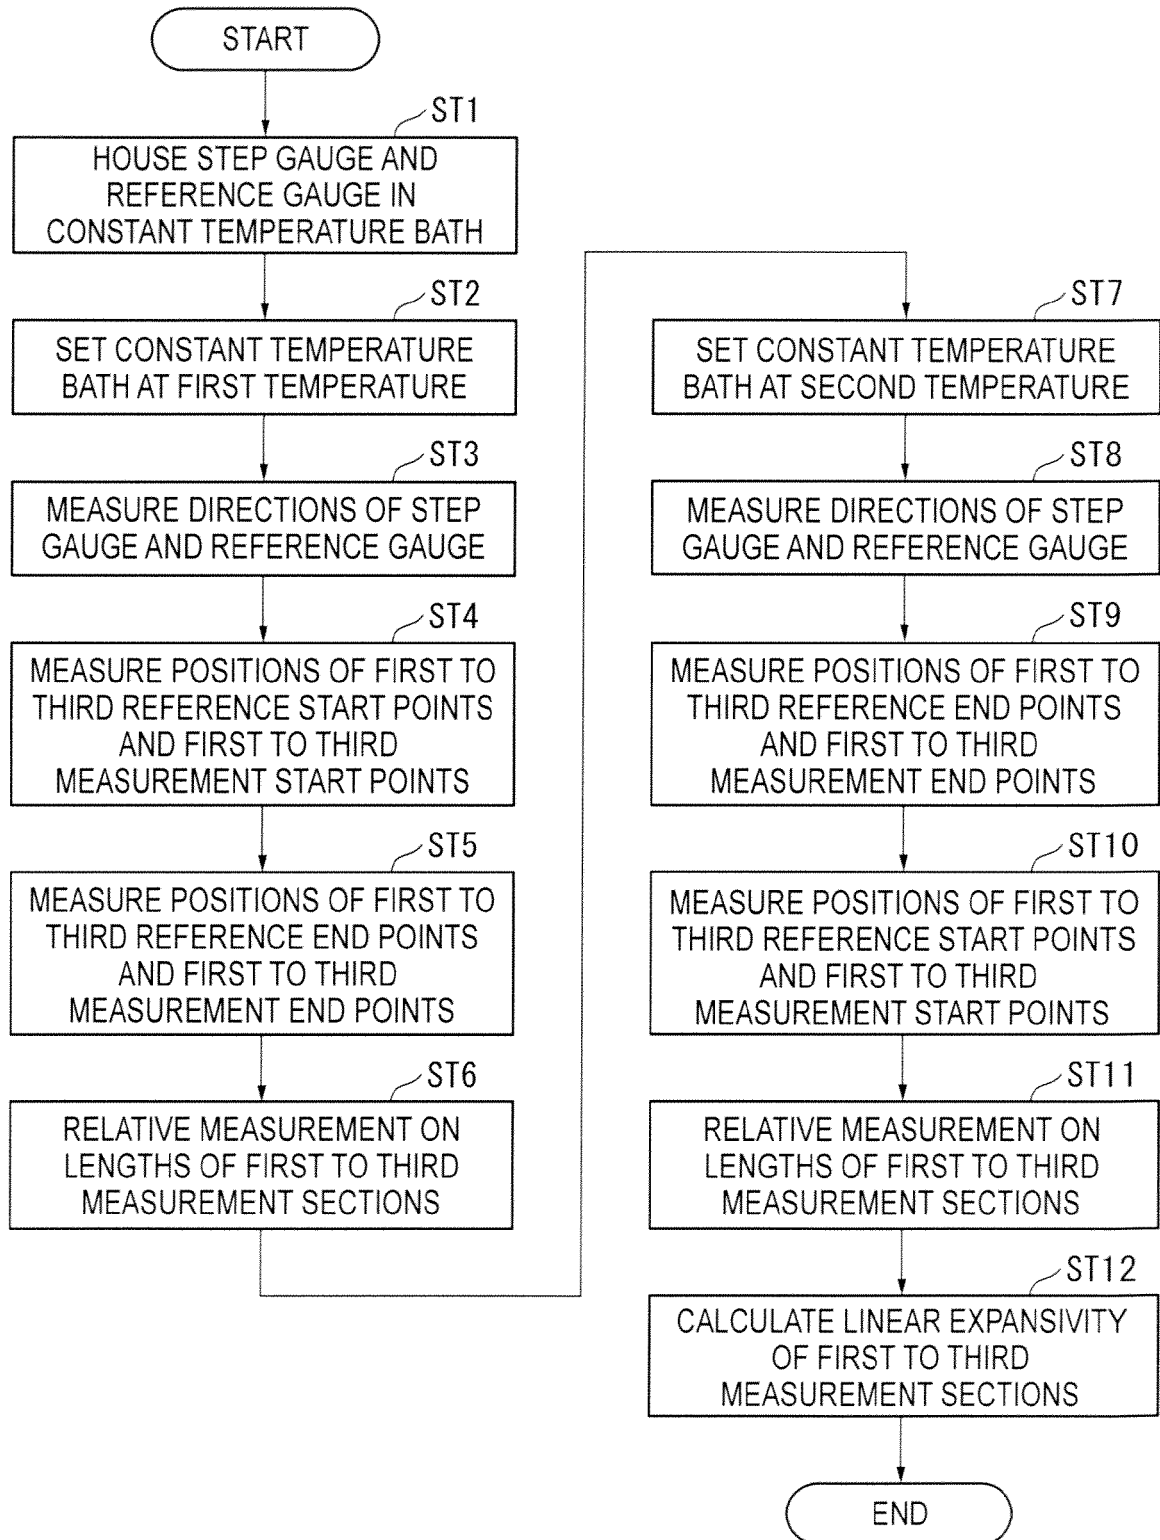 START
ST1
HOUSE STEP GAUGE AND
REFERENCE GAUGE IN
CONSTANT TEMPERATURE BATH
ST2
SET CONSTANT TEMPERATURE
BATH AT FIRST TEMPERATURE
ST3
MEASURE DIRECTIONS OF STEP
GAUGE AND REFERENCE GAUGE
ST4
MEASURE POSITIONS OF FIRST TO
THIRD REFERENCE START POINTS
AND FIRST TO THIRD
MEASUREMENT START POINTS
ST5
MEASURE POSITIONS OF FIRST TO
THIRD REFERENCE END POINTS
AND FIRST TO THIRD
MEASUREMENT END POINTS
ST6
RELATIVE MEASUREMENT ON
LENGTHS OF FIRST TO THIRD
MEASUREMENT SECTIONS
ST7
SET CONSTANT TEMPERATURE
BATH AT SECOND TEMPERATURE
ST8
MEASURE DIRECTIONS OF STEP
GAUGE AND REFERENCE GAUGE
ST9
MEASURE POSITIONS OF FIRST TO
THIRD REFERENCE END POINTS
AND FIRST TO THIRD
MEASUREMENT END POINTS
ST10
MEASURE POSITIONS OF FIRST TO
THIRD REFERENCE START POINTS
AND FIRST TO THIRD
MEASUREMENT START POINTS
ST11
RELATIVE MEASUREMENT ON
LENGTHS OF FIRST TO THIRD
MEASUREMENT SECTIONS
ST12
CALCULATE LINEAR EXPANSIVITY
OF FIRST TO THIRD
MEASUREMENT SECTIONS
END